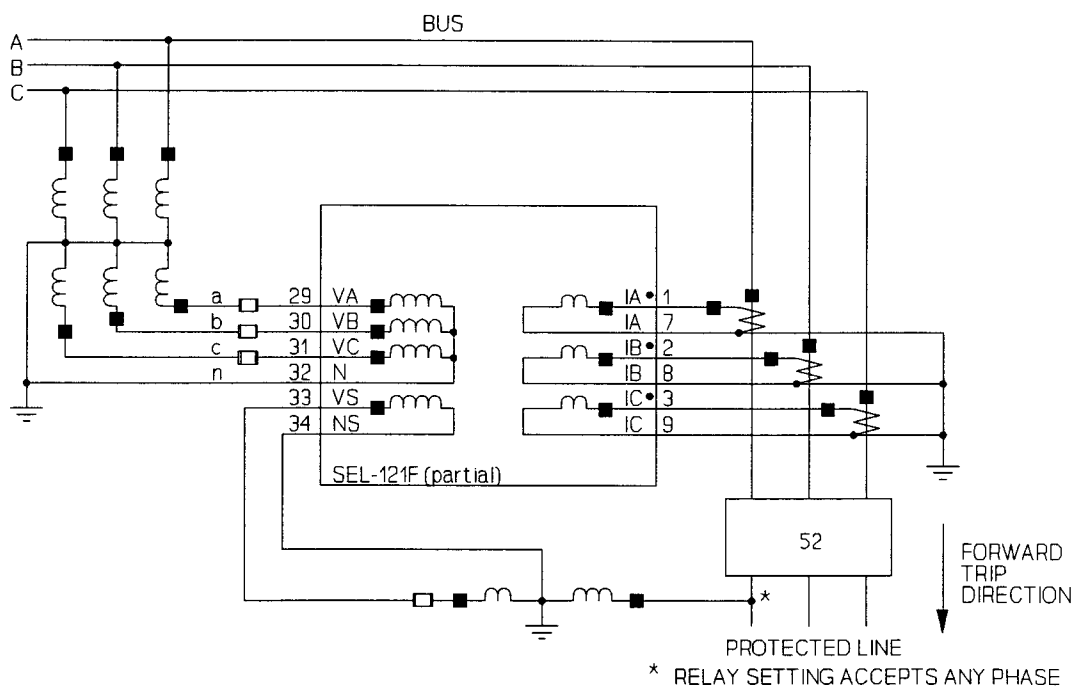 BUS
A
B
C
a 29 VA IA 1
b 30 VB IA 7
c 31 VC IB 2
n 32 N IB 8
33 VS IC 3
34 NS IC 9
SEL-121F (partial)
52
FORWARD
TRIP
DIRECTION
*
PROTECTED LINE
* RELAY SETTING ACCEPTS ANY PHASE